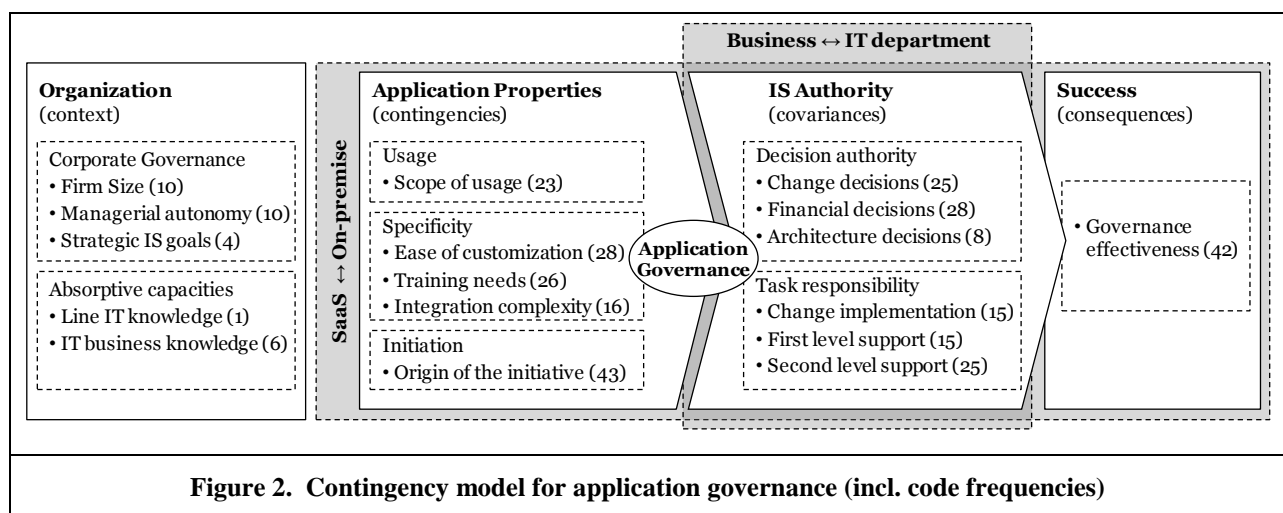 Business ↔ IT department
SaaS ↔ On-premise
Organization
(context)
Corporate Governance
• Firm Size (10)
• Managerial autonomy (10)
• Strategic IS goals (4)
Absorptive capacities
• Line IT knowledge (1)
• IT business knowledge (6)
Application Properties
(contingencies)
Usage
• Scope of usage (23)
Specificity
• Ease of customization (28)
• Training needs (26)
• Integration complexity (16)
Initiation
• Origin of the initiative (43)
Application
Governance
IS Authority
(covariances)
Decision authority
• Change decisions (25)
• Financial decisions (28)
• Architecture decisions (8)
Task responsibility
• Change implementation (15)
• First level support (15)
• Second level support (25)
Success
(consequences)
• Governance
effectiveness (42)
Figure 2. Contingency model for application governance (incl. code frequencies)